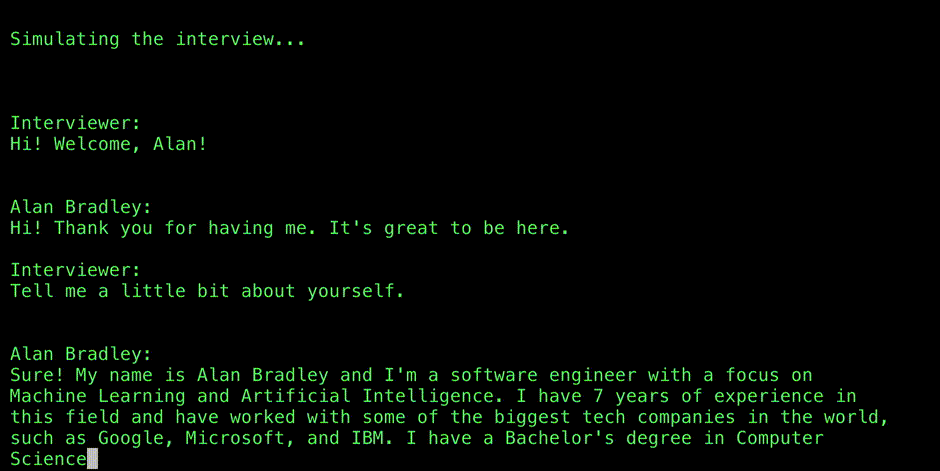 Simulating the interview...
Interviewer:
Hi! Welcome, Alan!
Alan Bradley:
Hi! Thank you for having me. It's great to be here.
Interviewer:
Tell me a little bit about yourself.
Alan Bradley:
Sure! My name is Alan Bradley and I'm a software engineer with a focus on
Machine Learning and Artificial Intelligence. I have 7 years of experience in
this field and have worked with some of the biggest tech companies in the world,
such as Google, Microsoft, and IBM. I have a Bachelor's degree in Computer
Science